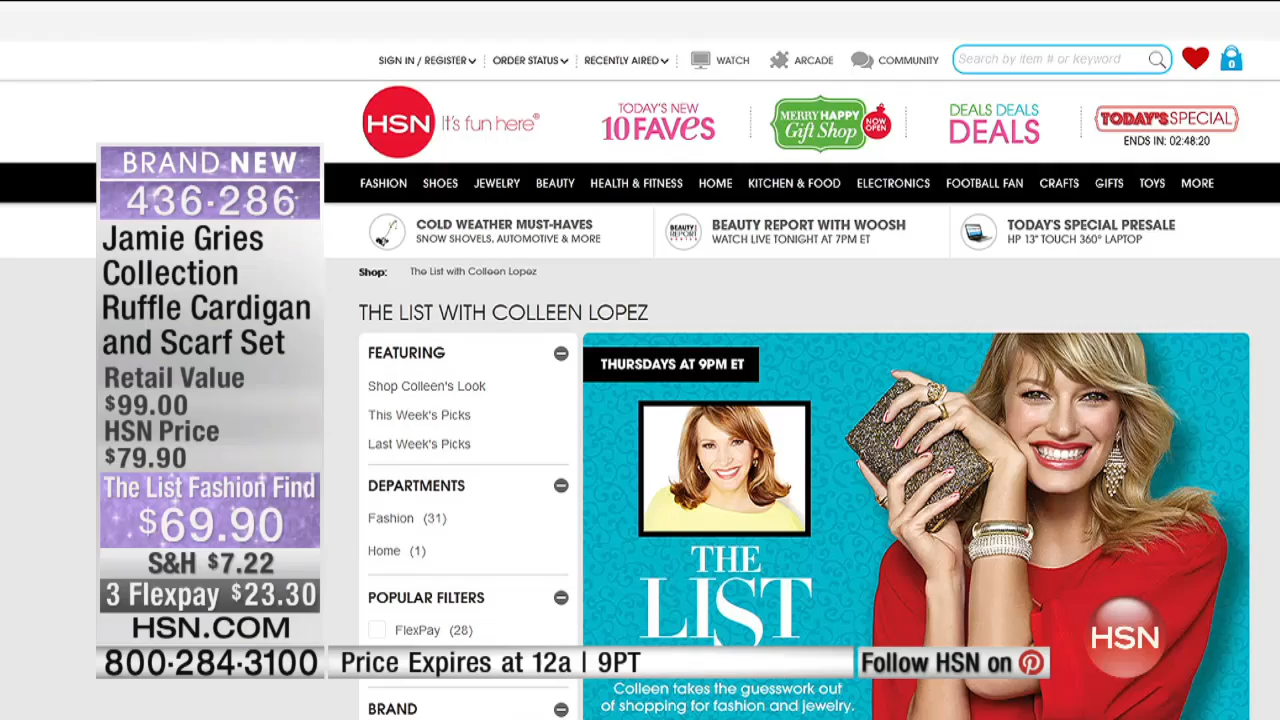 SIGN IN / REGISTER
ORDER STATUS
RECENTLY AIRED
WATCH
ARCADE
COMMUNITY
Search by item # or keyword
0
HSN It's fun here®
TODAY'S NEW
10 FAVES
MERRY HAPPY
Gift Shop
NOW
OPEN
DEALS DEALS
DEALS
TODAY'S SPECIAL
ENDS IN: 02:48:20
FASHION SHOES JEWELRY BEAUTY HEALTH & FITNESS HOME KITCHEN & FOOD ELECTRONICS FOOTBALL FAN CRAFTS GIFTS TOYS MORE
COLD WEATHER MUST-HAVES
SNOW SHOVELS, AUTOMOTIVE & MORE
BEAUTY
REPORT
BEAUTY REPORT WITH WOOSH
WATCH LIVE TONIGHT AT 7PM ET
TODAY'S SPECIAL PRESALE
HP 13" TOUCH 360° LAPTOP
BRAND NEW
436·286
Jamie Gries
Collection
Ruffle Cardigan
and Scarf Set
Retail Value
$99.00
HSN Price
$79.90
The List Fashion Find
$69.90
S&H $7.22
3 Flexpay $23.30
HSN.COM
800·284·3100
Shop: The List with Colleen Lopez
THE LIST WITH COLLEEN LOPEZ
FEATURING
Shop Colleen's Look
This Week's Picks
Last Week's Picks
DEPARTMENTS
Fashion (31)
Home (1)
POPULAR FILTERS
FlexPay (28)
BRAND
THURSDAYS AT 9PM ET
THE
LIST
Colleen takes the guesswork out
of shopping for fashion and jewelry.
HSN
Price Expires at 12a | 9PT
Follow HSN on